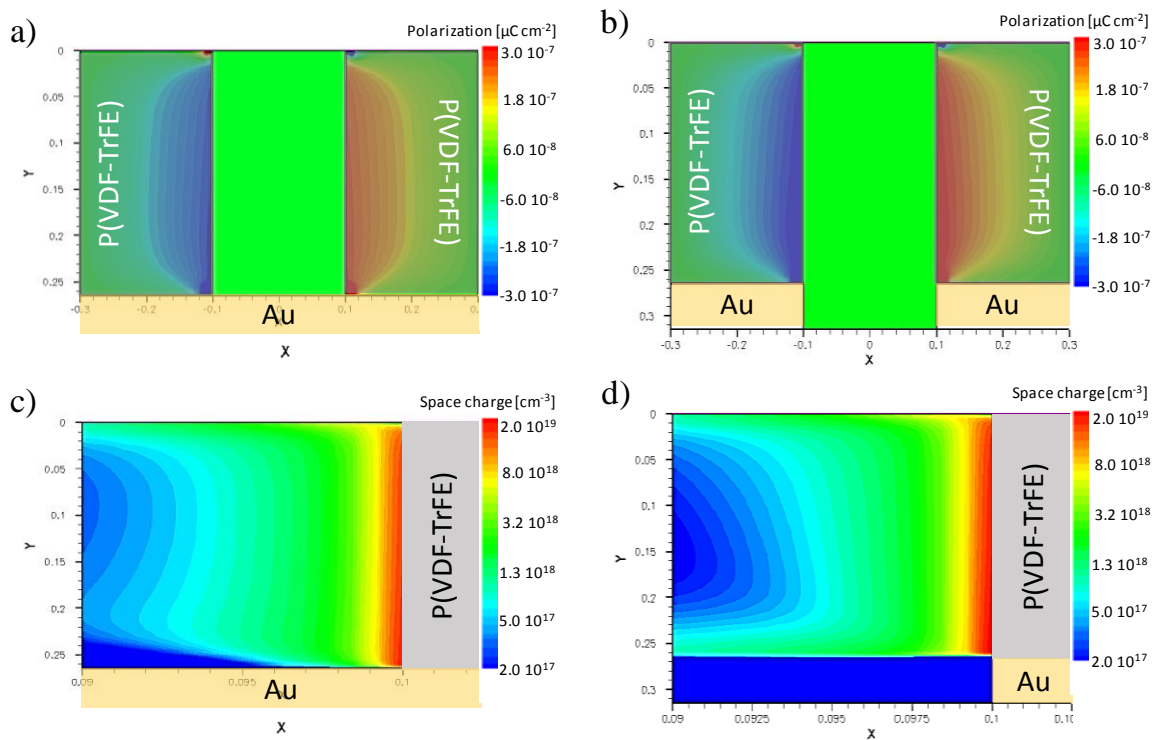 a)
Polarization [μC cm-2]
0
0.05
0.1
0.15
0.2
0.25
Y
P(VDF-TrFE)
P(VDF-TrFE)
3.0 10-7
1.8 10-7
6.0 10-8
-6.0 10-8
-1.8 10-7
-3.0 10-7
-0.3 -0.2 -0.1 0.1 0.2 0.3
Au
X
b)
Polarization [μC cm-2]
0
0.05
0.1
0.15
0.2
0.25
0.3
Y
P(VDF-TrFE)
P(VDF-TrFE)
3.0 10-7
1.8 10-7
6.0 10-8
-6.0 10-8
-1.8 10-7
-3.0 10-7
Au
Au
-0.3 -0.2 -0.1 0 0.1 0.2 0.3
X
c)
Space charge [cm-3]
0
0.05
0.1
0.15
0.2
0.25
Y
P(VDF-TrFE)
2.0 1019
8.0 1018
3.2 1018
1.3 1018
5.0 1017
2.0 1017
0.09 0.095 0.1
Au
X
d)
Space charge [cm-3]
0
0.05
0.1
0.15
0.2
0.25
0.3
Y
P(VDF-TrFE)
2.0 1019
8.0 1018
3.2 1018
1.3 1018
5.0 1017
2.0 1017
Au
0.09 0.0925 0.095 0.0975 0.1
X